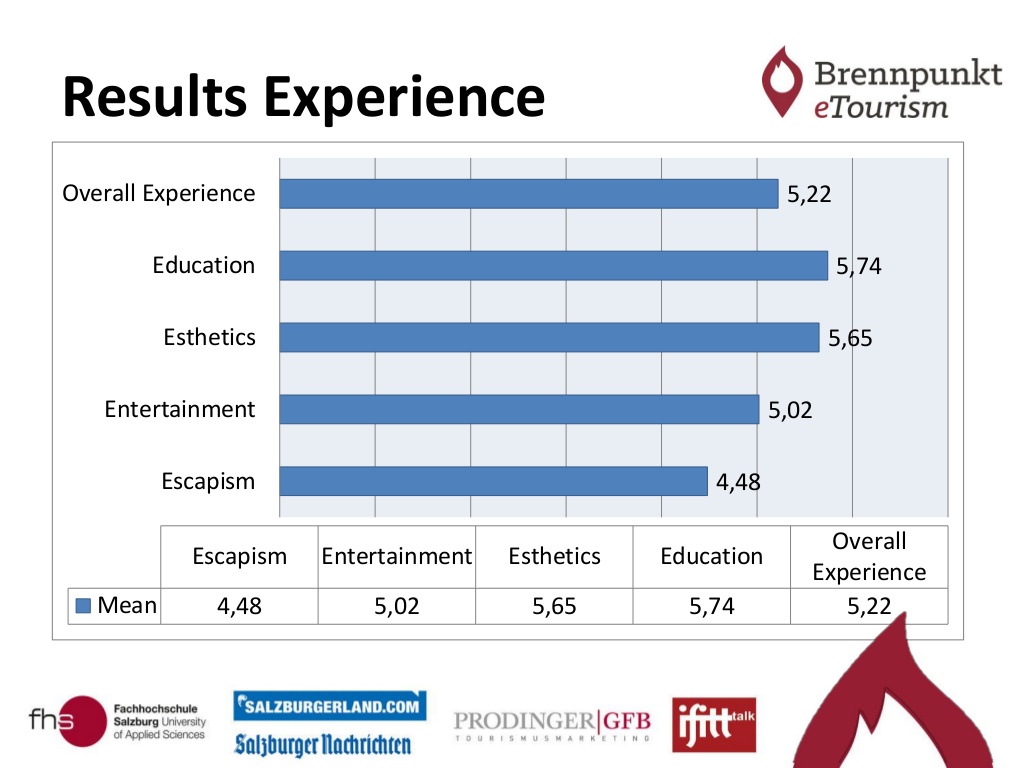 Results Experience
Brennpunkt
eTourism
Overall Experience
5,22
Education
5,74
Esthetics
5,65
Entertainment
5,02
Escapism
4,48
Escapism Entertainment Esthetics Education Overall Experience
Mean 4,48 5,02 5,65 5,74 5,22
fhs
Fachhochschule
Salzburg University
of Applied Sciences
SALZBURGERLAND.COM
Salzburger Nachrichten
PRODINGER|GFB
TOURISMUSMARKETING
ifitt talk